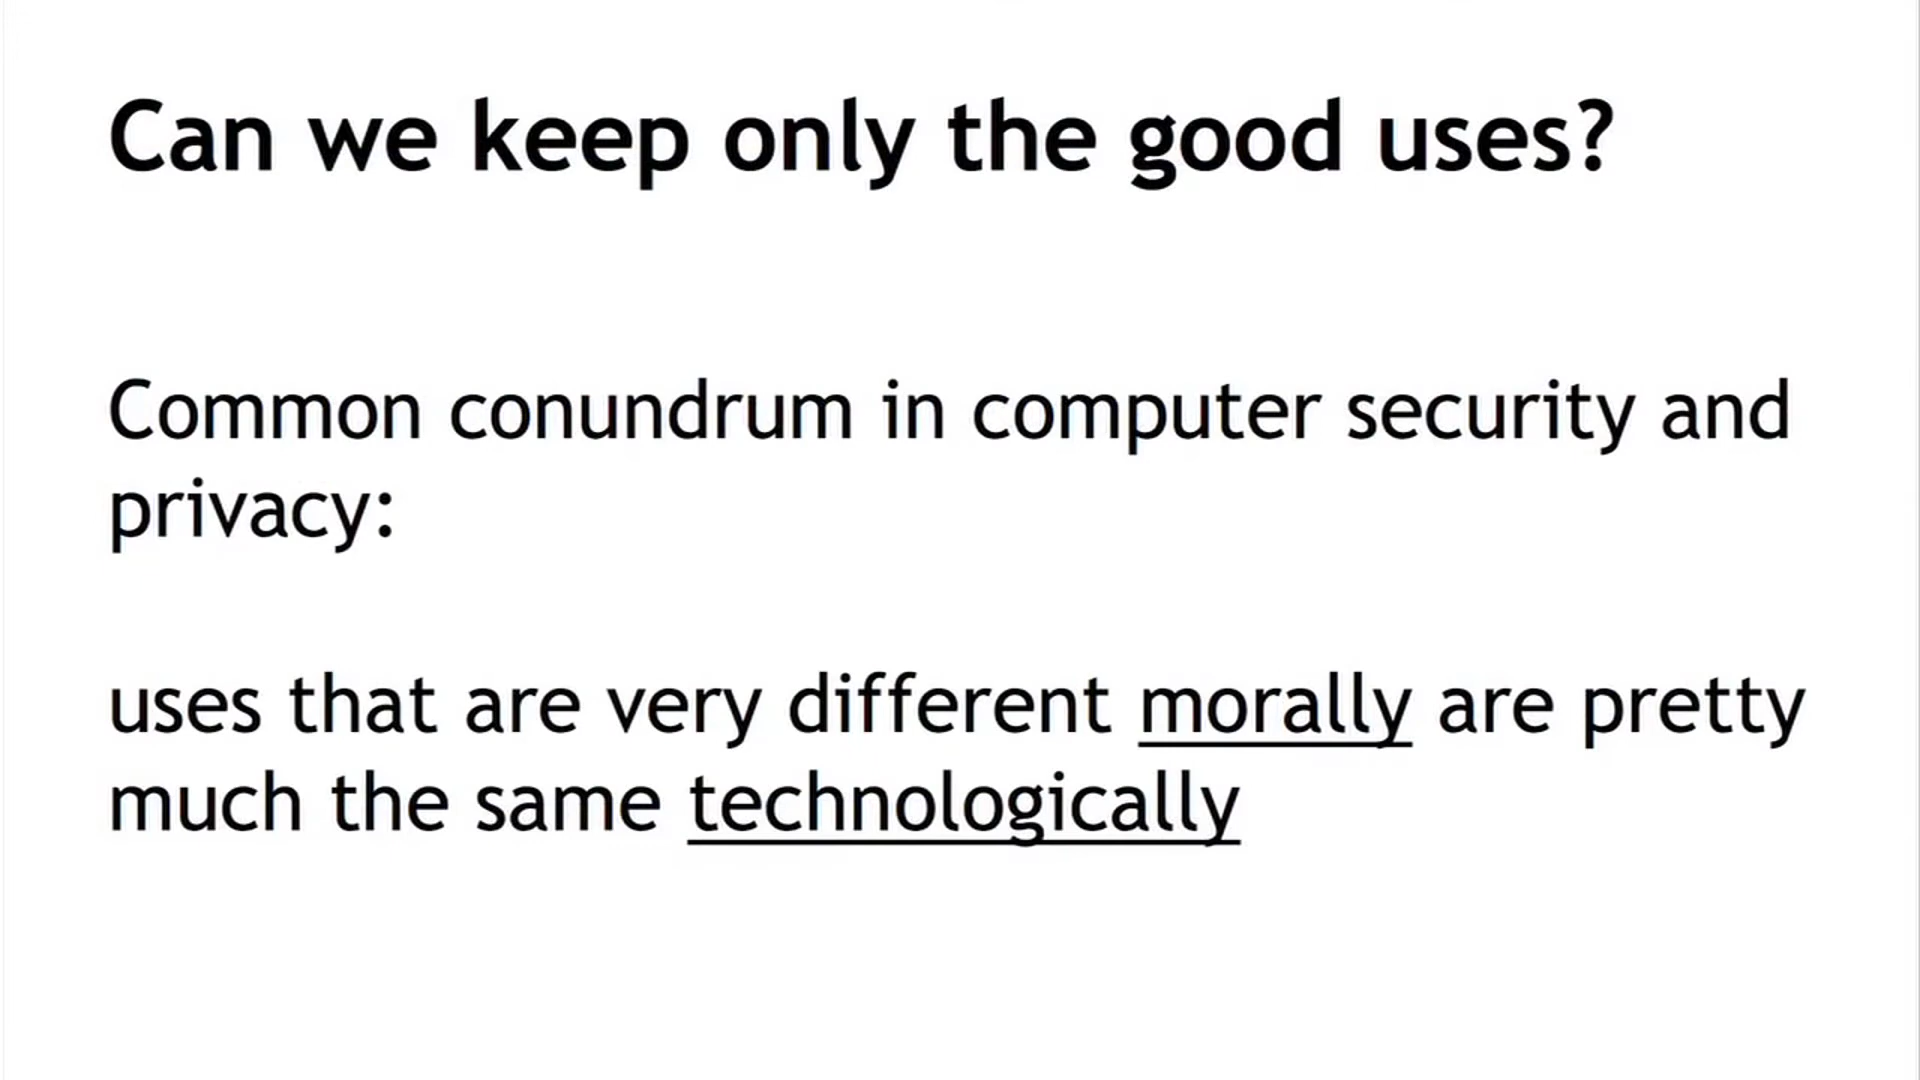 Can we keep only the good uses?
Common conundrum in computer security and
privacy:
uses that are very different morally are pretty
much the same technologically